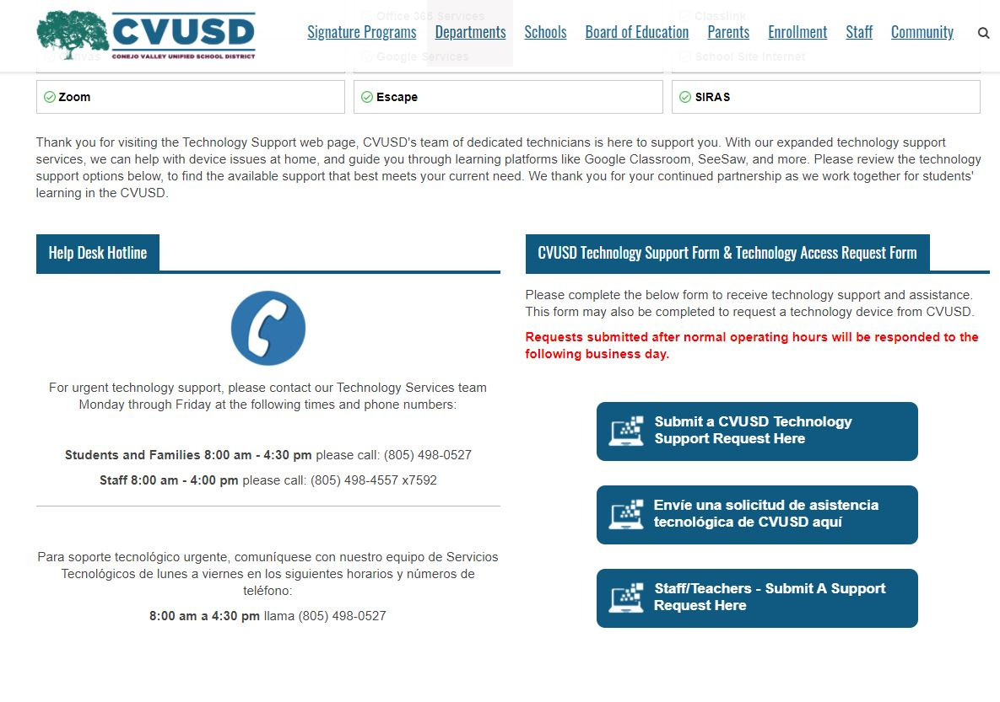 Office 365 Services
Classlink
CVUSD
CONEJO VALLEY UNIFIED SCHOOL DISTRICT
Signature Programs
Departments
Schools
Board of Education
Parents
Enrollment
Staff
Community
Canvas
Google Services
School Site Internet
Zoom
Escape
SIRAS
Thank you for visiting the Technology Support web page, CVUSD's team of dedicated technicians is here to support you. With our expanded technology support
services, we can help with device issues at home, and guide you through learning platforms like Google Classroom, SeeSaw, and more. Please review the technology
support options below, to find the available support that best meets your current need. We thank you for your continued partnership as we work together for students'
learning in the CVUSD.
Help Desk Hotline
For urgent technology support, please contact our Technology Services team
Monday through Friday at the following times and phone numbers:
Students and Families 8:00 am - 4:30 pm please call: (805) 498-0527
Staff 8:00 am - 4:00 pm please call: (805) 498-4557 x7592
Para soporte tecnológico urgente, comuníquese con nuestro equipo de Servicios
Tecnológicos de lunes a viernes en los siguientes horarios y números de
teléfono:
8:00 am a 4:30 pm llama (805) 498-0527
CVUSD Technology Support Form & Technology Access Request Form
Please complete the below form to receive technology support and assistance.
This form may also be completed to request a technology device from CVUSD.
Requests submitted after normal operating hours will be responded to the
following business day.
Submit a CVUSD Technology
Support Request Here
Envíe una solicitud de asistencia
tecnológica de CVUSD aquí
Staff/Teachers - Submit A Support
Request Here